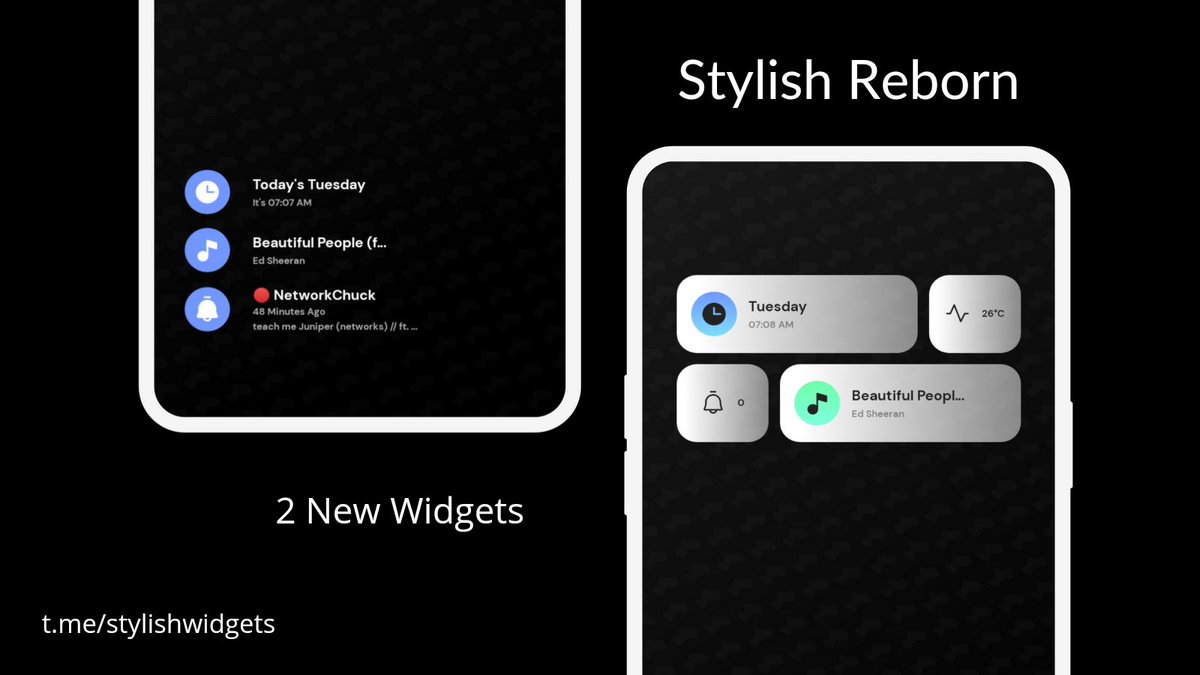 Stylish Reborn
Today's Tuesday
It's 07:07 AM
Beautiful People (f...
Ed Sheeran
🔴 NetworkChuck
48 Minutes Ago
teach me Juniper (networks) // ft. ...
Tuesday
07:08 AM
26°C
0
Beautiful Peopl...
Ed Sheeran
2 New Widgets
t.me/stylishwidgets